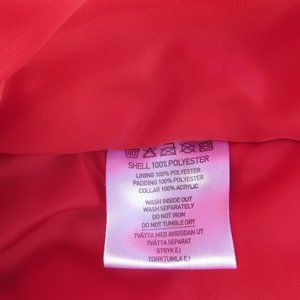 SHELL 100% POLYESTER
LINING 100% POLYESTER
PADDING 100% POLYESTER
COLLAR 100% ACRYLIC
WASH INSIDE OUT
WASH SEPARATELY
DO NOT IRON
DO NOT TUMBLE DRY
TVÄTTA MED AVIGSIDAN UT
TVÄTTA SEPARAT
STRYK EJ
TORKTUMLA EJ